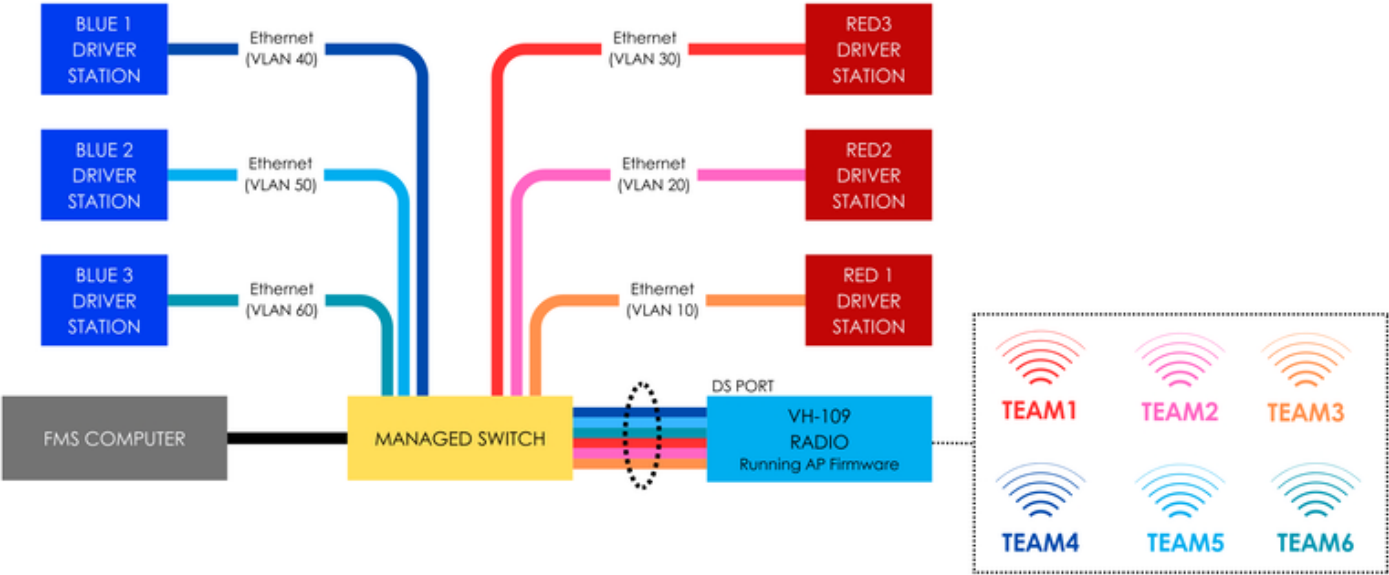 BLUE 1
DRIVER
STATION
Ethernet
(VLAN 40)
Ethernet
(VLAN 30)
RED3
DRIVER
STATION
BLUE 2
DRIVER
STATION
Ethernet
(VLAN 50)
Ethernet
(VLAN 20)
RED2
DRIVER
STATION
BLUE 3
DRIVER
STATION
Ethernet
(VLAN 60)
Ethernet
(VLAN 10)
RED 1
DRIVER
STATION
FMS COMPUTER
MANAGED SWITCH
DS PORT
VH-109
RADIO
Running AP Firmware
TEAM1
TEAM2
TEAM3
TEAM4
TEAM5
TEAM6